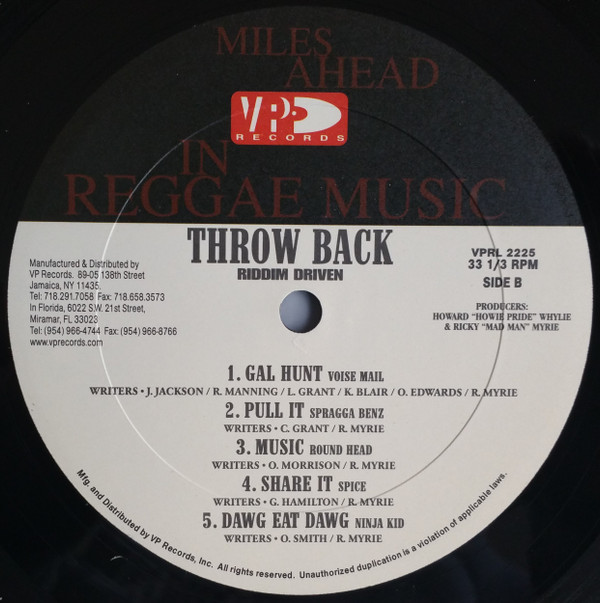 MILES
AHEAD
VP
RECORDS
IN
REGGAE MUSIC
THROW BACK
RIDDIM DRIVEN
Manufactured & Distributed by
VP Records. 89-05 138th Street
Jamaica, NY 11435.
Tel: 718.291.7058 Fax: 718.658.3573
In Florida, 6022 S.W. 21st Street,
Miramar, FL 33023
Tel: (954) 966-4744 Fax: (954) 966-8766
www.vprecords.com
VPRL 2225
33 1/3 RPM
SIDE B
PRODUCERS:
HOWARD "HOWIE PRIDE" WHYLIE
& RICKY "MAD MAN" MYRIE
1. GAL HUNT VOISE MAIL
WRITERS • J. JACKSON / R. MANNING / L. GRANT / K. BLAIR / O. EDWARDS / R. MYRIE
2. PULL IT SPRAGGA BENZ
WRITERS • C. GRANT / R. MYRIE
3. MUSIC ROUND HEAD
WRITERS • O. MORRISON / R. MYRIE
4. SHARE IT SPICE
WRITERS • G. HAMILTON / R. MYRIE
5. DAWG EAT DAWG NINJA KID
WRITERS • O. SMITH / R. MYRIE
Mfg. and Distributed by VP Records, Inc. All rights reserved. Unauthorized duplication is a violation of applicable laws.